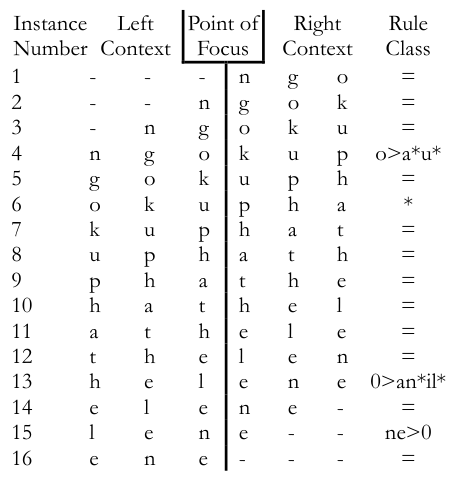 Instance Left Point of Right Rule
Number Context Focus Context Class
1 - - - n g o =
2 - - n g o k =
3 - n g o k u =
4 n g o k u p o>a*u*
5 g o k u p h =
6 o k u p h a *
7 k u p h a t =
8 u p h a t h =
9 p h a t h e =
10 h a t h e l =
11 a t h e l e =
12 t h e l e n =
13 h e l e n e 0>an*il*
14 e l e n e - =
15 l e n e - - ne>0
16 e n e - - - =